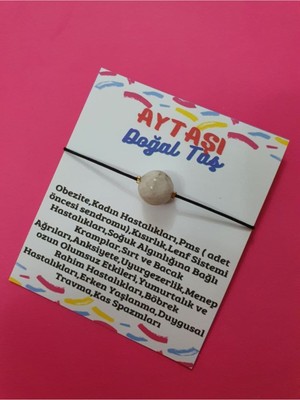 AYTAŞI
Doğal Taş
Obezite,Kadın Hastalıkları,Pms ( adet
öncesi sendromu),Kısırlık,Lenf Sistemi
Hastalıkları,Soğuk Algınlığına Bağlı
Kramplar,Sırt ve Bacak
Ağrıları,Anksiyete,Uyurgezerlik,Menep
ozun Olumsuz Etkileri,Yumurtalık ve
Rahim Hastalıkları,Böbrek
Hastalıkları,Erken Yaşlanma,Duygusal
Travma,Kas Spazmları